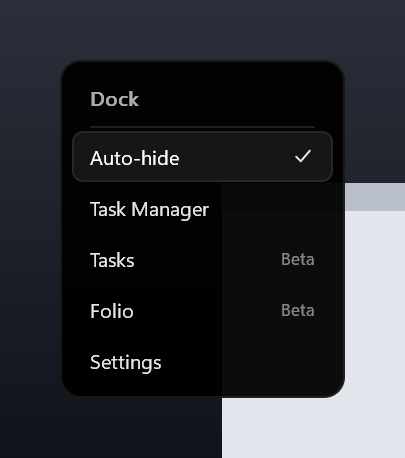 Dock
Auto-hide
Task Manager
Tasks Beta
Folio Beta
Settings